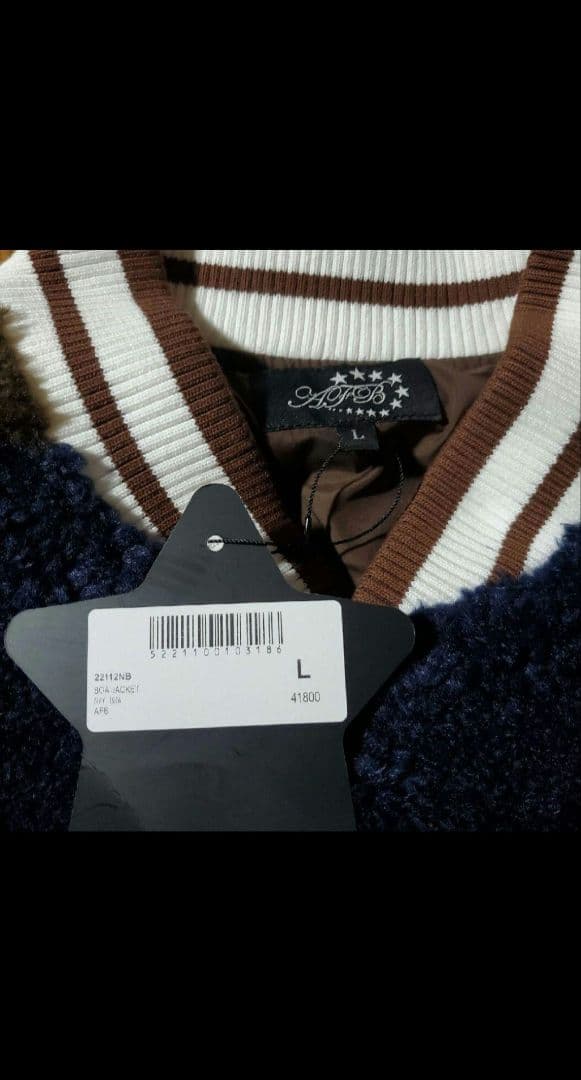 AFB
L
5221100103186
22112NB
BOA JACKET
L
41800
AFB